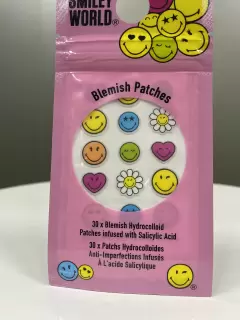 SMILEY
WORLD®
Blemish Patches
30 x Blemish Hydrocolloid
Patches infused with Salicylic Acid
30 x Patchs Hydrocolloïdes
Anti-Imperfections Infusés
À L'acide Salicylique
®